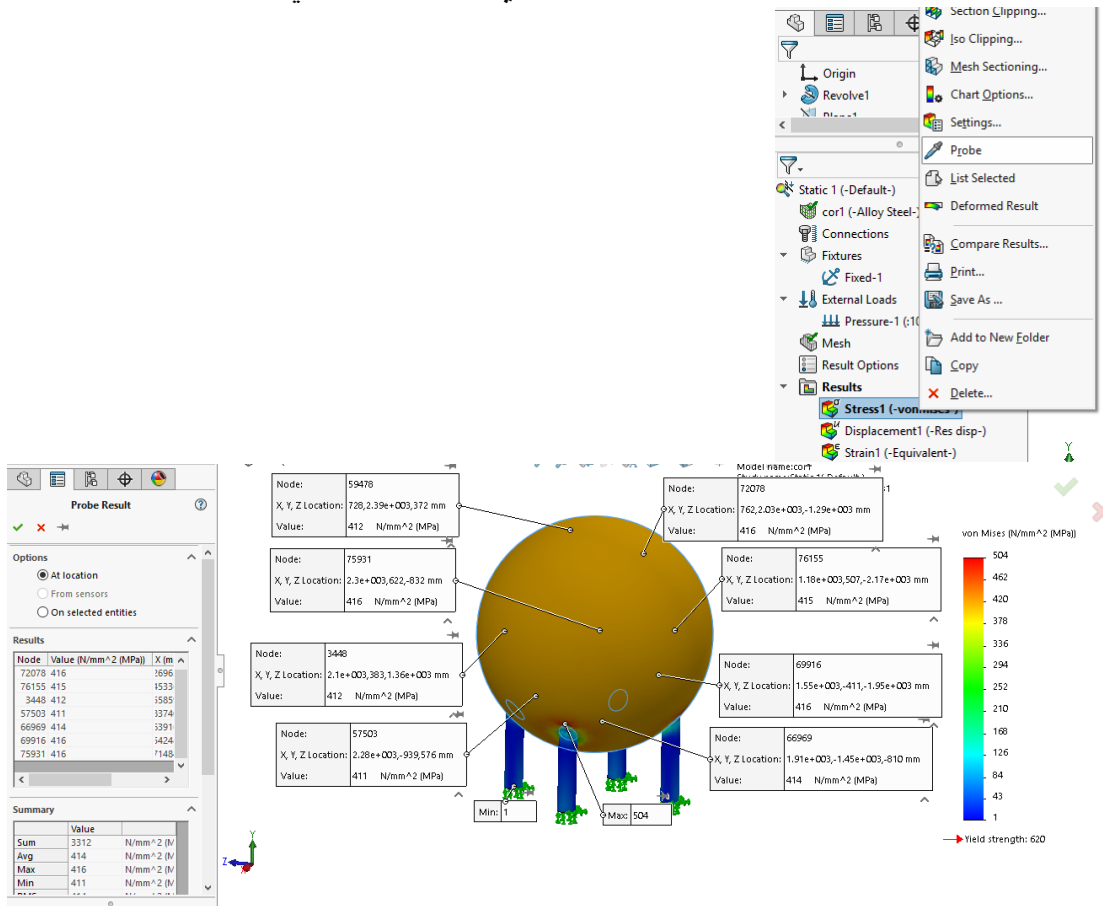 Section Clipping...
Iso Clipping...
Mesh Sectioning...
Chart Options...
Settings...
Probe
List Selected
Deformed Result
Compare Results...
Print...
Save As ...
Add to New Folder
Copy
Delete...
Origin
Revolve1
Static 1 (-Default-)
cor1 (-Alloy Steel-)
Connections
Fixtures
Fixed-1
External Loads
Pressure-1 (:10
Mesh
Result Options
Results
Stress1 (-vonMises-)
Displacement1 (-Res disp-)
Strain1 (-Equivalent-)
Y
Probe Result
Options
At location
From sensors
On selected entities
Results
Node Value (N/mm^2 (MPa)) X (m
72078 416
76155 415
3448 412
57503 411
66969 414
69916 416
75931 416
Summary
Value
Sum 3312 N/mm^2 (M
Avg 414 N/mm^2 (M
Max 416 N/mm^2 (M
Min 411 N/mm^2 (M
Model name:cor1
Node: 59478
X, Y, Z Location: 728,2.39e+003,372 mm
Value: 412 N/mm^2 (MPa)
Node: 72078
X, Y, Z Location: 762,2.03e+003,-1.29e+003 mm
Value: 416 N/mm^2 (MPa)
Node: 75931
X, Y, Z Location: 2.3e+003,622,-832 mm
Value: 416 N/mm^2 (MPa)
Node: 76155
X, Y, Z Location: 1.18e+003,507,-2.17e+003 mm
Value: 415 N/mm^2 (MPa)
Node: 3448
X, Y, Z Location: 2.1e+003,383,1.36e+003 mm
Value: 412 N/mm^2 (MPa)
Node: 69916
X, Y, Z Location: 1.55e+003,-411,-1.95e+003 mm
Value: 416 N/mm^2 (MPa)
Node: 57503
X, Y, Z Location: 2.28e+003,-939,576 mm
Value: 411 N/mm^2 (MPa)
Node: 66969
X, Y, Z Location: 1.91e+003,-1.45e+003,-810 mm
Value: 414 N/mm^2 (MPa)
Min: 1
Max: 504
Y
Z
von Mises (N/mm^2 (MPa))
504
462
420
378
336
294
252
210
168
126
84
43
1
Yield strength: 620